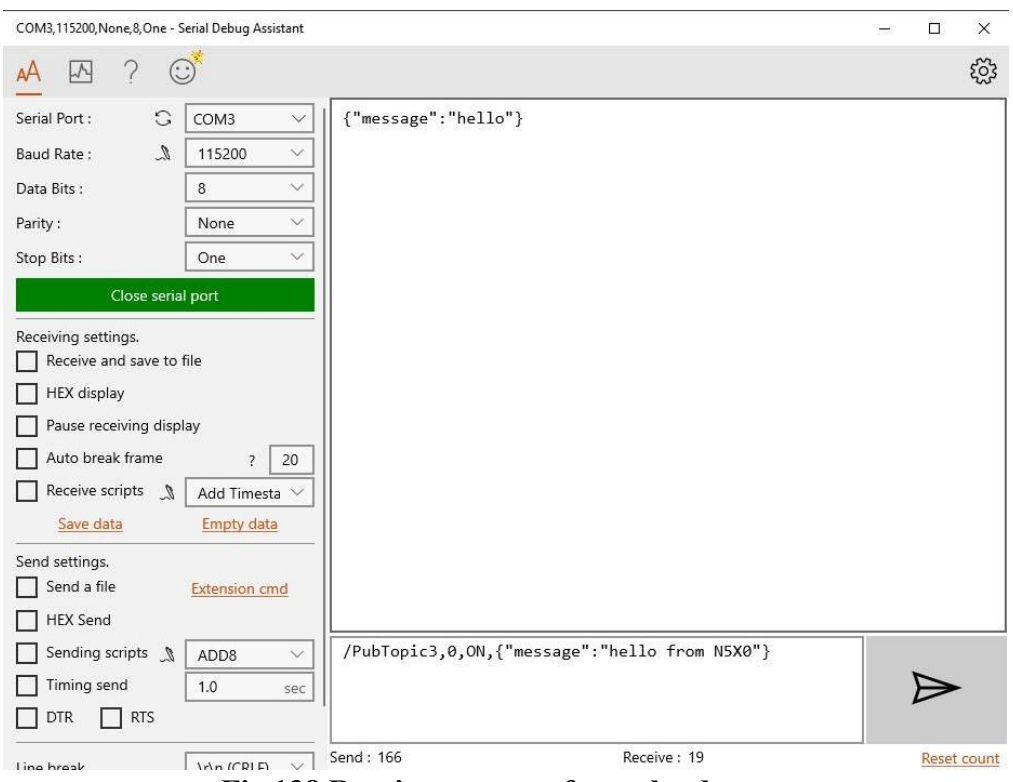 COM3,115200,None,8,One - Serial Debug Assistant
AA
?
Serial Port :
COM3
Baud Rate :
115200
Data Bits :
8
Parity :
None
Stop Bits :
One
Close serial port
Receiving settings.
Receive and save to file
HEX display
Pause receiving display
Auto break frame
?
20
Receive scripts
Add Timesta
Save data
Empty data
Send settings.
Send a file
Extension cmd
HEX Send
Sending scripts
ADD8
Timing send
1.0
sec
DTR
RTS
Line break
\r\n (CRLF)
{"message":"hello"}
/PubTopic3,0,ON,{"message":"hello from N5X0"}
Send : 166
Receive : 19
Reset count